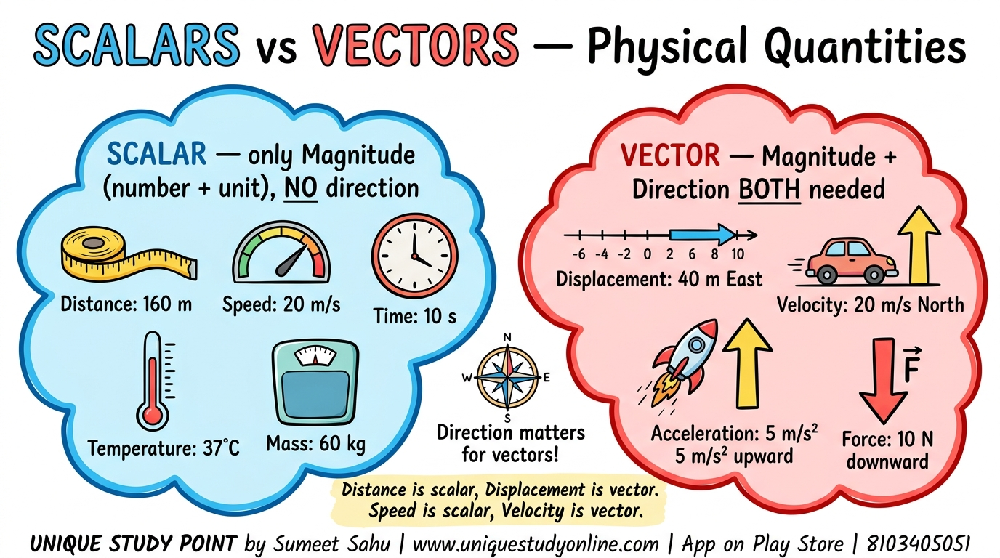 SCALARS vs VECTORS — Physical Quantities
SCALAR — only Magnitude
(number + unit), NO direction
Distance: 160 m
Speed: 20 m/s
Time: 10 s
Temperature: 37°C
Mass: 60 kg
N
W
E
S
Direction matters
for vectors!
VECTOR — Magnitude +
Direction BOTH needed
-6 -4 -2 0 2 6 8 10
Displacement: 40 m East
Velocity: 20 m/s North
Acceleration: 5 m/s²
5 m/s² upward
F⃗
Force: 10 N
downward
Distance is scalar, Displacement is vector.
Speed is scalar, Velocity is vector.
UNIQUE STUDY POINT by Sumeet Sahu | www.uniquestudyonline.com | App on Play Store | 8103405051